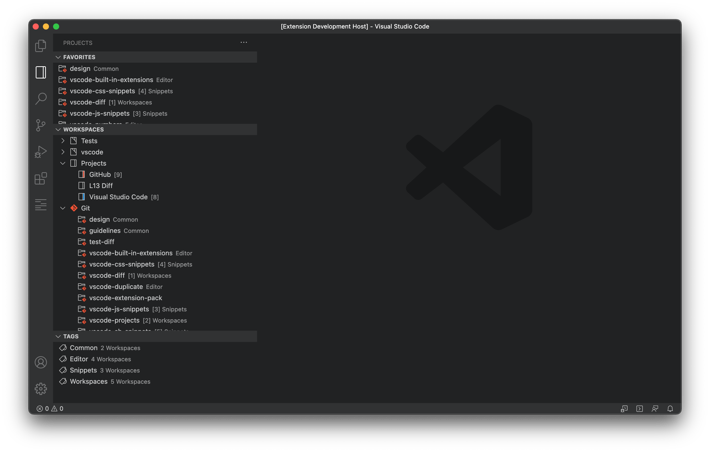 [Extension Development Host] - Visual Studio Code
PROJECTS
FAVORITES
design Common
vscode-built-in-extensions Editor
vscode-css-snippets [4] Snippets
vscode-diff [1] Workspaces
vscode-js-snippets [3] Snippets
WORKSPACES
Tests
vscode
Projects
GitHub [9]
L13 Diff
Visual Studio Code [8]
Git
design Common
guidelines Common
test-diff
vscode-built-in-extensions Editor
vscode-css-snippets [4] Snippets
vscode-diff [1] Workspaces
vscode-duplicate Editor
vscode-extension-pack
vscode-js-snippets [3] Snippets
vscode-projects [2] Workspaces
TAGS
Common 2 Workspaces
Editor 4 Workspaces
Snippets 3 Workspaces
Workspaces 5 Workspaces
0 0